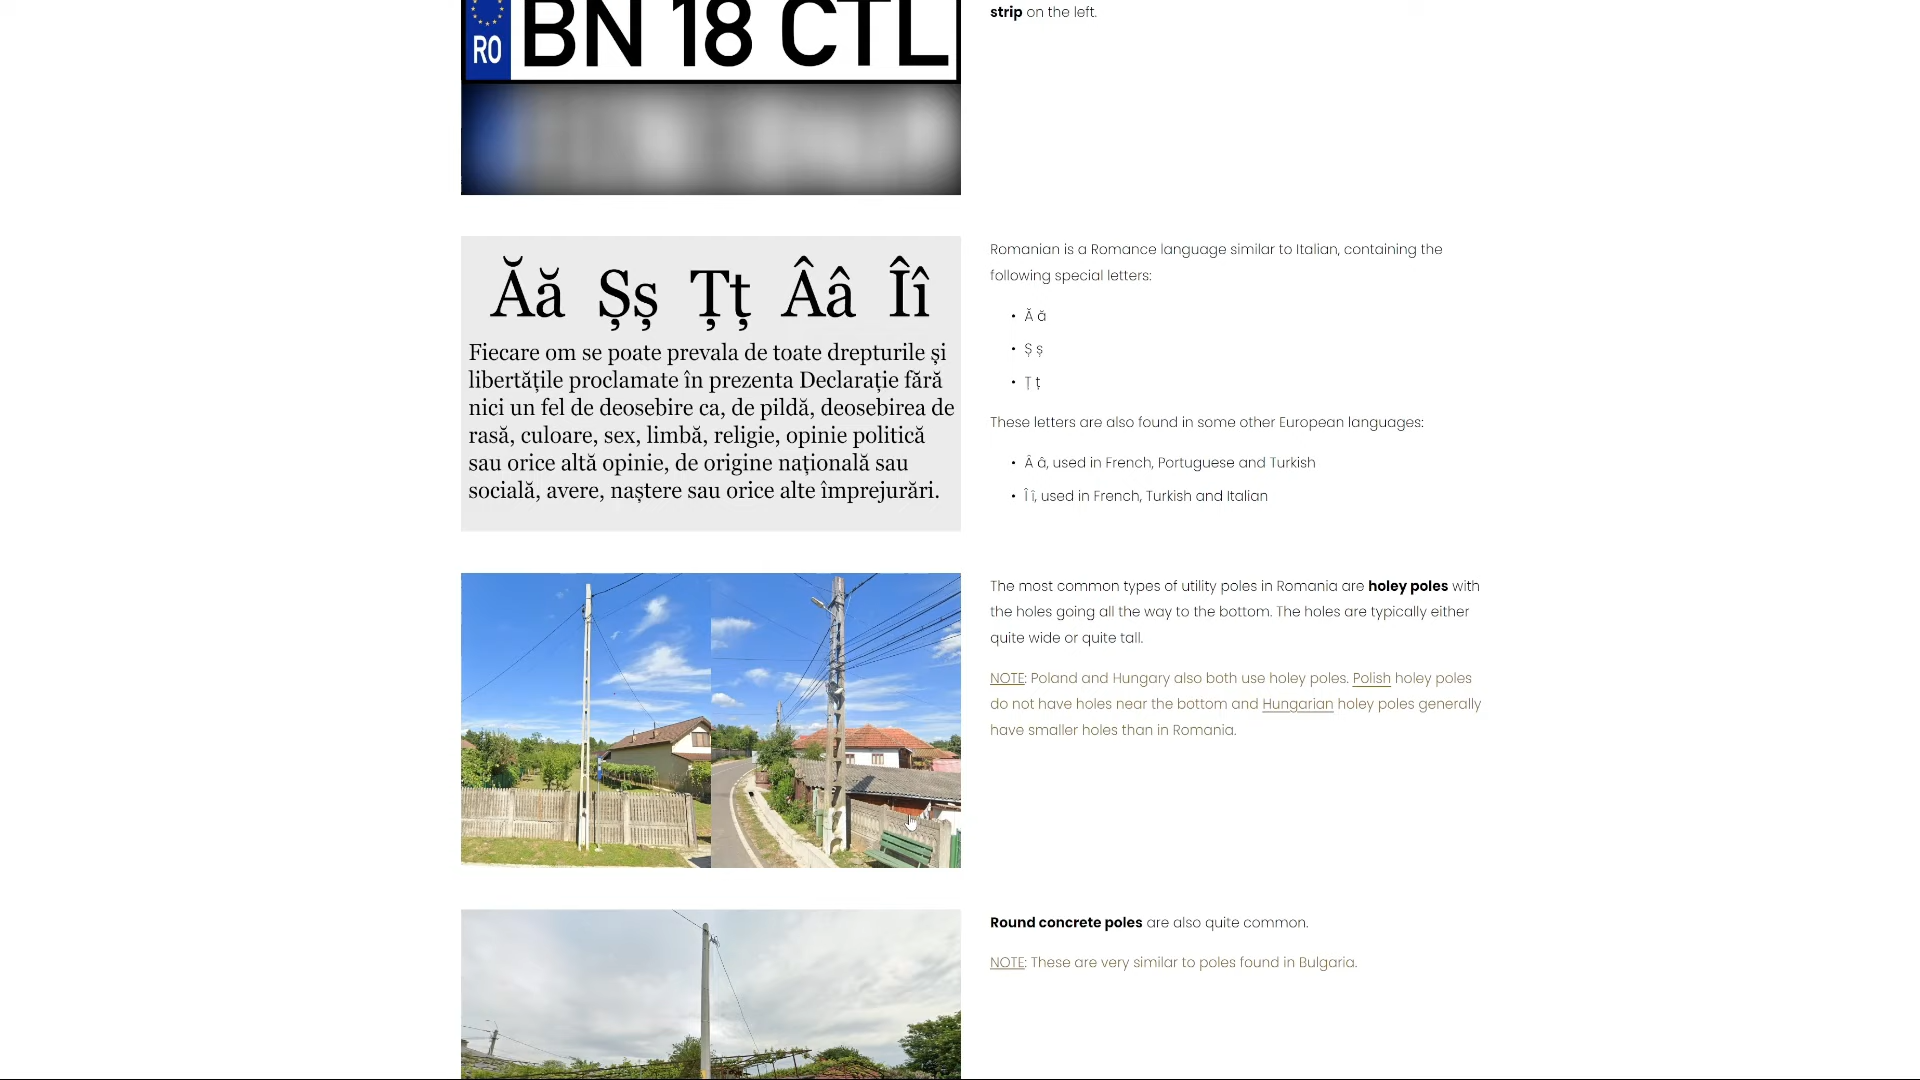 strip on the left.
RO BN 18 CTL
Ăă Șș Țț Ââ Îî
Fiecare om se poate prevala de toate drepturile și
libertățile proclamate în prezenta Declarație fără
nici un fel de deosebire ca, de pildă, deosebirea de
rasă, culoare, sex, limbă, religie, opinie politică
sau orice altă opinie, de origine națională sau
socială, avere, naștere sau orice alte împrejurări.
Romanian is a Romance language similar to Italian, containing the
following special letters:
• Ă ă
• Ș ș
• Ț ț
These letters are also found in some other European languages:
• Â â, used in French, Portuguese and Turkish
• Î î, used in French, Turkish and Italian
The most common types of utility poles in Romania are holey poles with
the holes going all the way to the bottom. The holes are typically either
quite wide or quite tall.
NOTE: Poland and Hungary also both use holey poles. Polish holey poles
do not have holes near the bottom and Hungarian holey poles generally
have smaller holes than in Romania.
Round concrete poles are also quite common.
NOTE: These are very similar to poles found in Bulgaria.